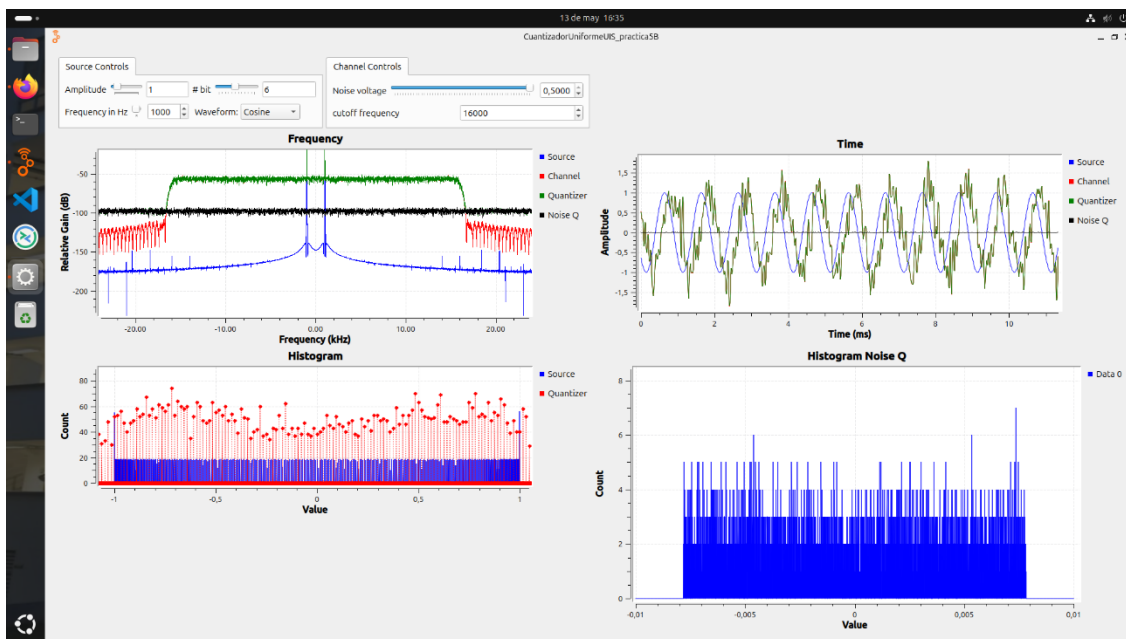 13 de may 16:35
CuantizadorUniformeUIS_practica5B
Source Controls
Amplitude 1 # bit 6
Frequency in Hz 1000 Waveform: Cosine
Channel Controls
Noise voltage 0,5000
cutoff frequency 16000
Frequency
Relative Gain (dB)
-50
-100
-150
-200
-20.00 -10.00 0.00 10.00 20.00
Frequency (kHz)
Source
Channel
Quantizer
Noise Q
Time
Amplitude
1,5
1
0,5
0
-0,5
-1
-1,5
0 2 4 6 8 10
Time (ms)
Source
Channel
Quantizer
Noise Q
Histogram
Count
80
60
40
20
0
-1 -0,5 0 0,5 1
Value
Source
Quantizer
Histogram Noise Q
Count
8
6
4
2
0
-0,01 -0,005 0 0,005 0,01
Value
Data 0